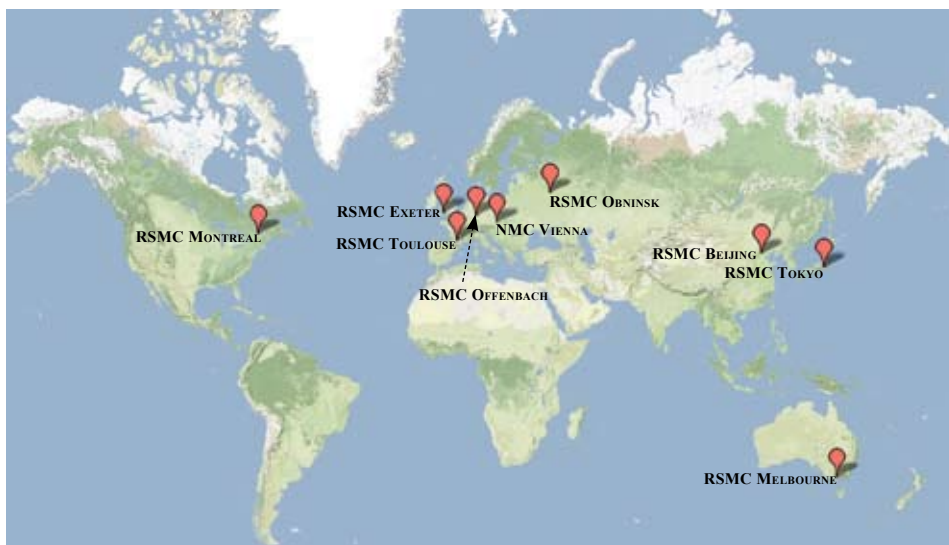 RSMC OBNINSK
RSMC EXETER
NMC VIENNA
RSMC MONTREAL
RSMC TOULOUSE
RSMC BEIJING
RSMC TOKYO
RSMC OFFENBACH
RSMC MELBOURNE